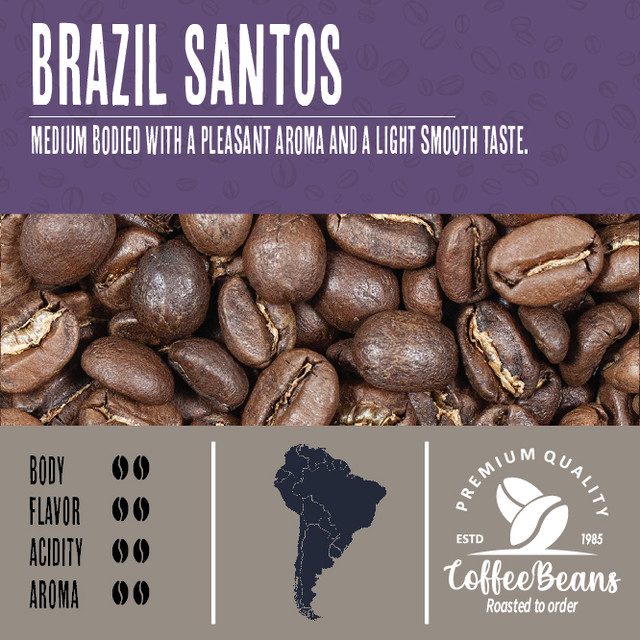 BRAZIL SANTOS
MEDIUM BODIED WITH A PLEASANT AROMA AND A LIGHT SMOOTH TASTE.
BODY
FLAVOR
ACIDITY
AROMA
PREMIUM QUALITY
ESTD 1985
CoffeeBeans
Roasted to order